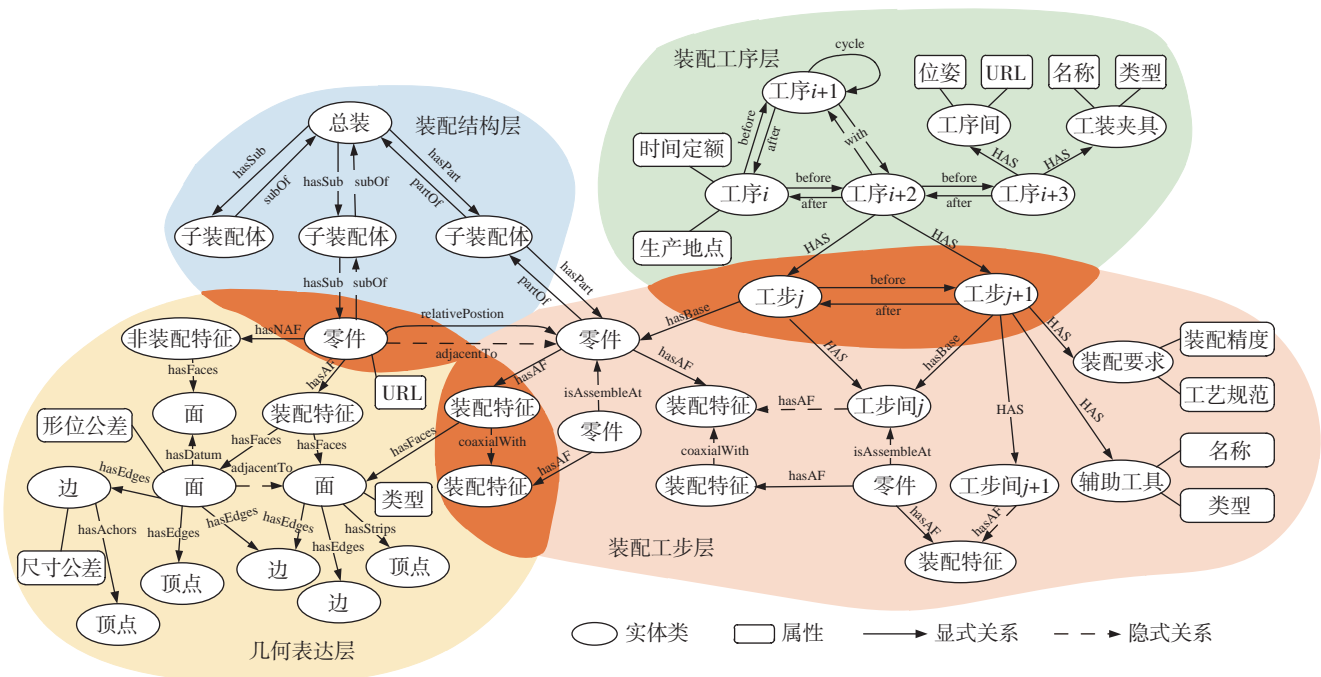 cycle
装配工序层
位姿
URL
名称
类型
工序i+1
工序间
工装夹具
总装
装配结构层
before
after
with
HAS
HAS
时间定额
hasSub
subOf
hasSub
subOf
hasPart
partOf
工序i
before
after
工序i+2
before
after
工序i+3
子装配体
子装配体
子装配体
生产地点
HAS
HAS
hasSub
subOf
hasPart
partOf
工步j
before
after
工步j+1
relativePostion
hasBase
非装配特征
hasNAF
零件
adjacentTo
零件
HAS
hasBase
HAS
装配要求
装配精度
工艺规范
hasFaces
hasAF
URL
hasAF
hasAF
isAssembleAt
面
装配特征
装配特征
装配特征
hasAF
工步间j
HAS
HAS
形位公差
hasFaces
hasFaces
hasFaces
coaxialWith
零件
coaxialWith
isAssembleAt
名称
hasDatum
adjacentTo
hasAF
hasEdges
边
面
面
类型
装配特征
装配特征
hasAF
零件
工步间j+1
辅助工具
类型
hasAchors
hasEdges
hasEdges
hasEdges
hasEdges
hasStrips
hasAF
hasAF
尺寸公差
顶点
边
顶点
装配工步层
装配特征
边
顶点
几何表达层
实体类
属性
显式关系
隐式关系